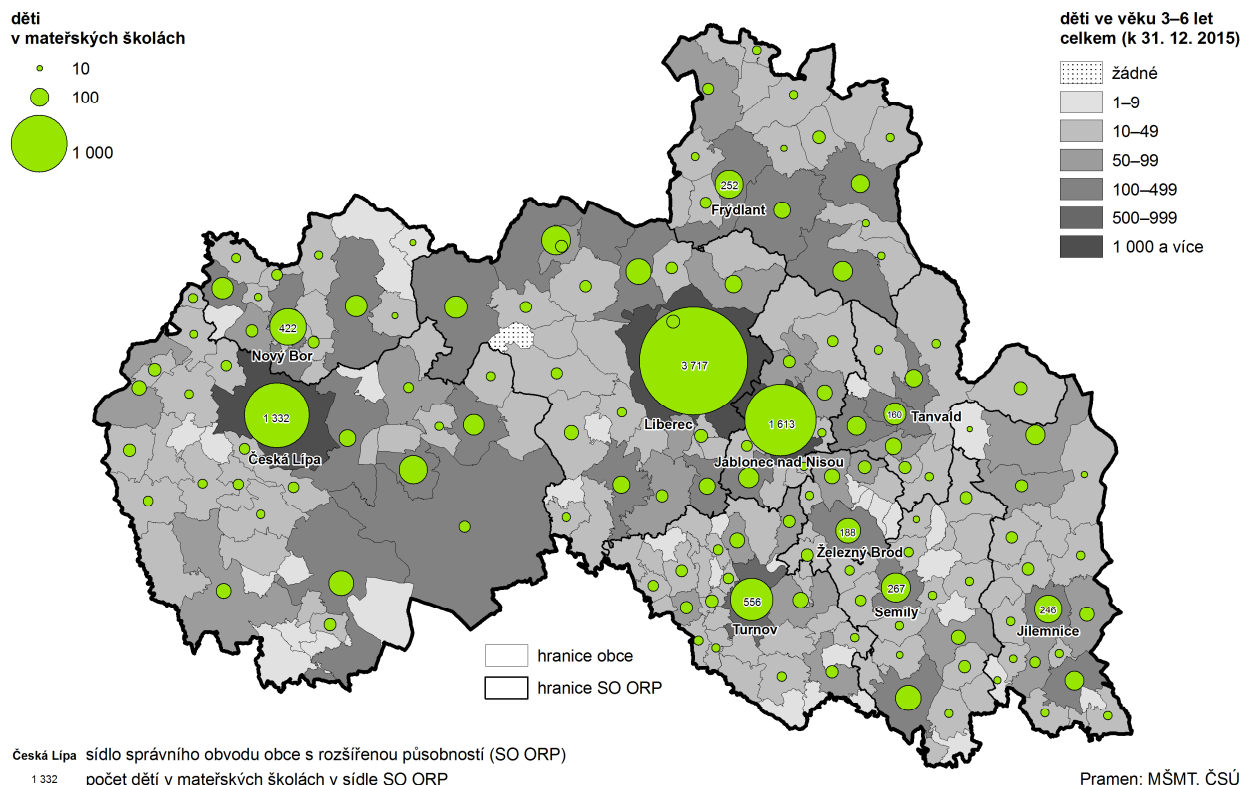 děti
v mateřských školách
10
100
1 000
děti ve věku 3–6 let
celkem (k 31. 12. 2015)
žádné
1–9
10–49
50–99
100–499
500–999
1 000 a více
252
Frýdlant
422
Nový Bor
3 717
Liberec
1 332
Česká Lípa
1 613
Jablonec nad Nisou
160
Tanvald
188
Železný Brod
267
Semily
556
Turnov
246
Jilemnice
hranice obce
hranice SO ORP
Česká Lípa sídlo správního obvodu obce s rozšířenou působností (SO ORP)
1 332 počet dětí v mateřských školách v sídle SO ORP
Pramen: MŠMT, ČSÚ